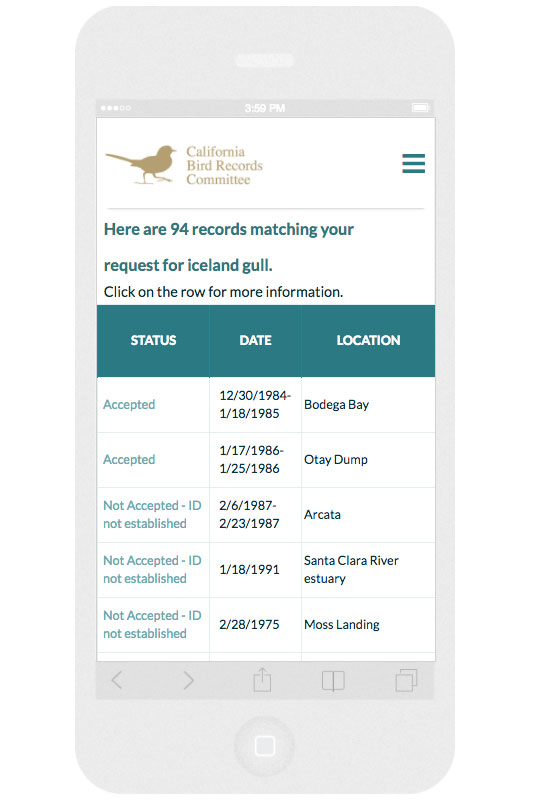 3:59 PM
California
Bird Records
Committee
Here are 94 records matching your
request for iceland gull.
Click on the row for more information.
STATUS DATE LOCATION
Accepted 12/30/1984-
1/18/1985 Bodega Bay
Accepted 1/17/1986-
1/25/1986 Otay Dump
Not Accepted - ID
not established 2/6/1987-
2/23/1987 Arcata
Not Accepted - ID
not established 1/18/1991 Santa Clara River
estuary
Not Accepted - ID
not established 2/28/1975 Moss Landing